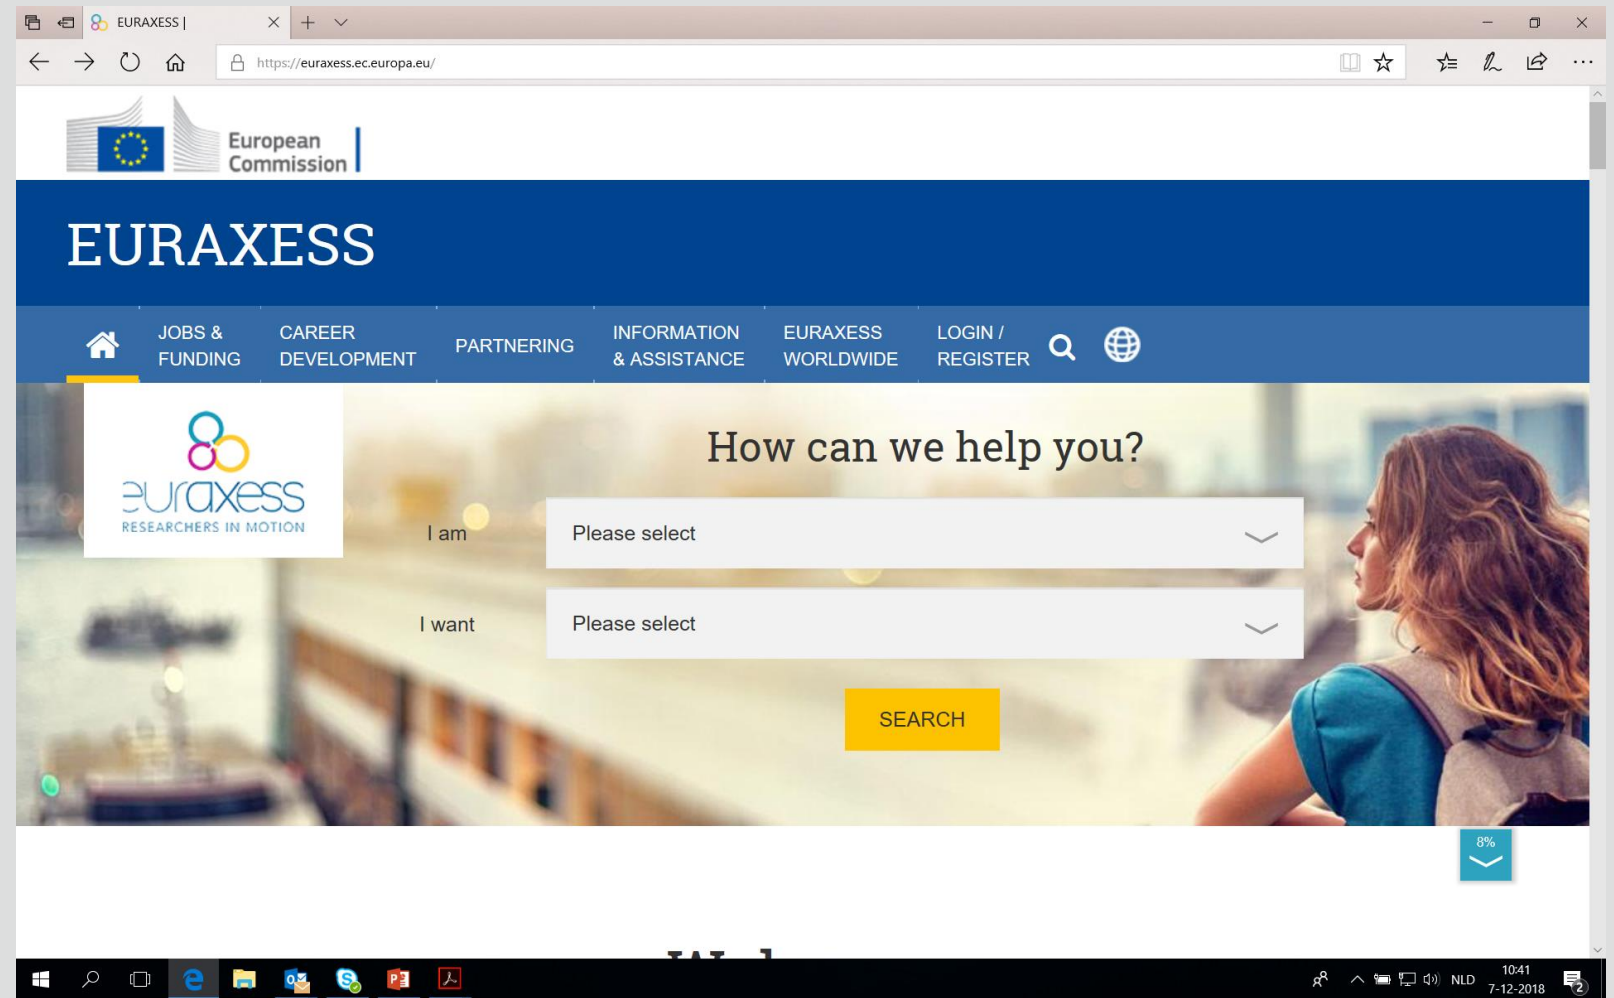 EURAXESS |
https://euraxess.ec.europa.eu/
European
Commission
EURAXESS
JOBS &
FUNDING
CAREER
DEVELOPMENT
PARTNERING
INFORMATION
& ASSISTANCE
EURAXESS
WORLDWIDE
LOGIN /
REGISTER
euraxess
RESEARCHERS IN MOTION
How can we help you?
I am
Please select
I want
Please select
SEARCH
8%
NLD
10:41
7-12-2018
2